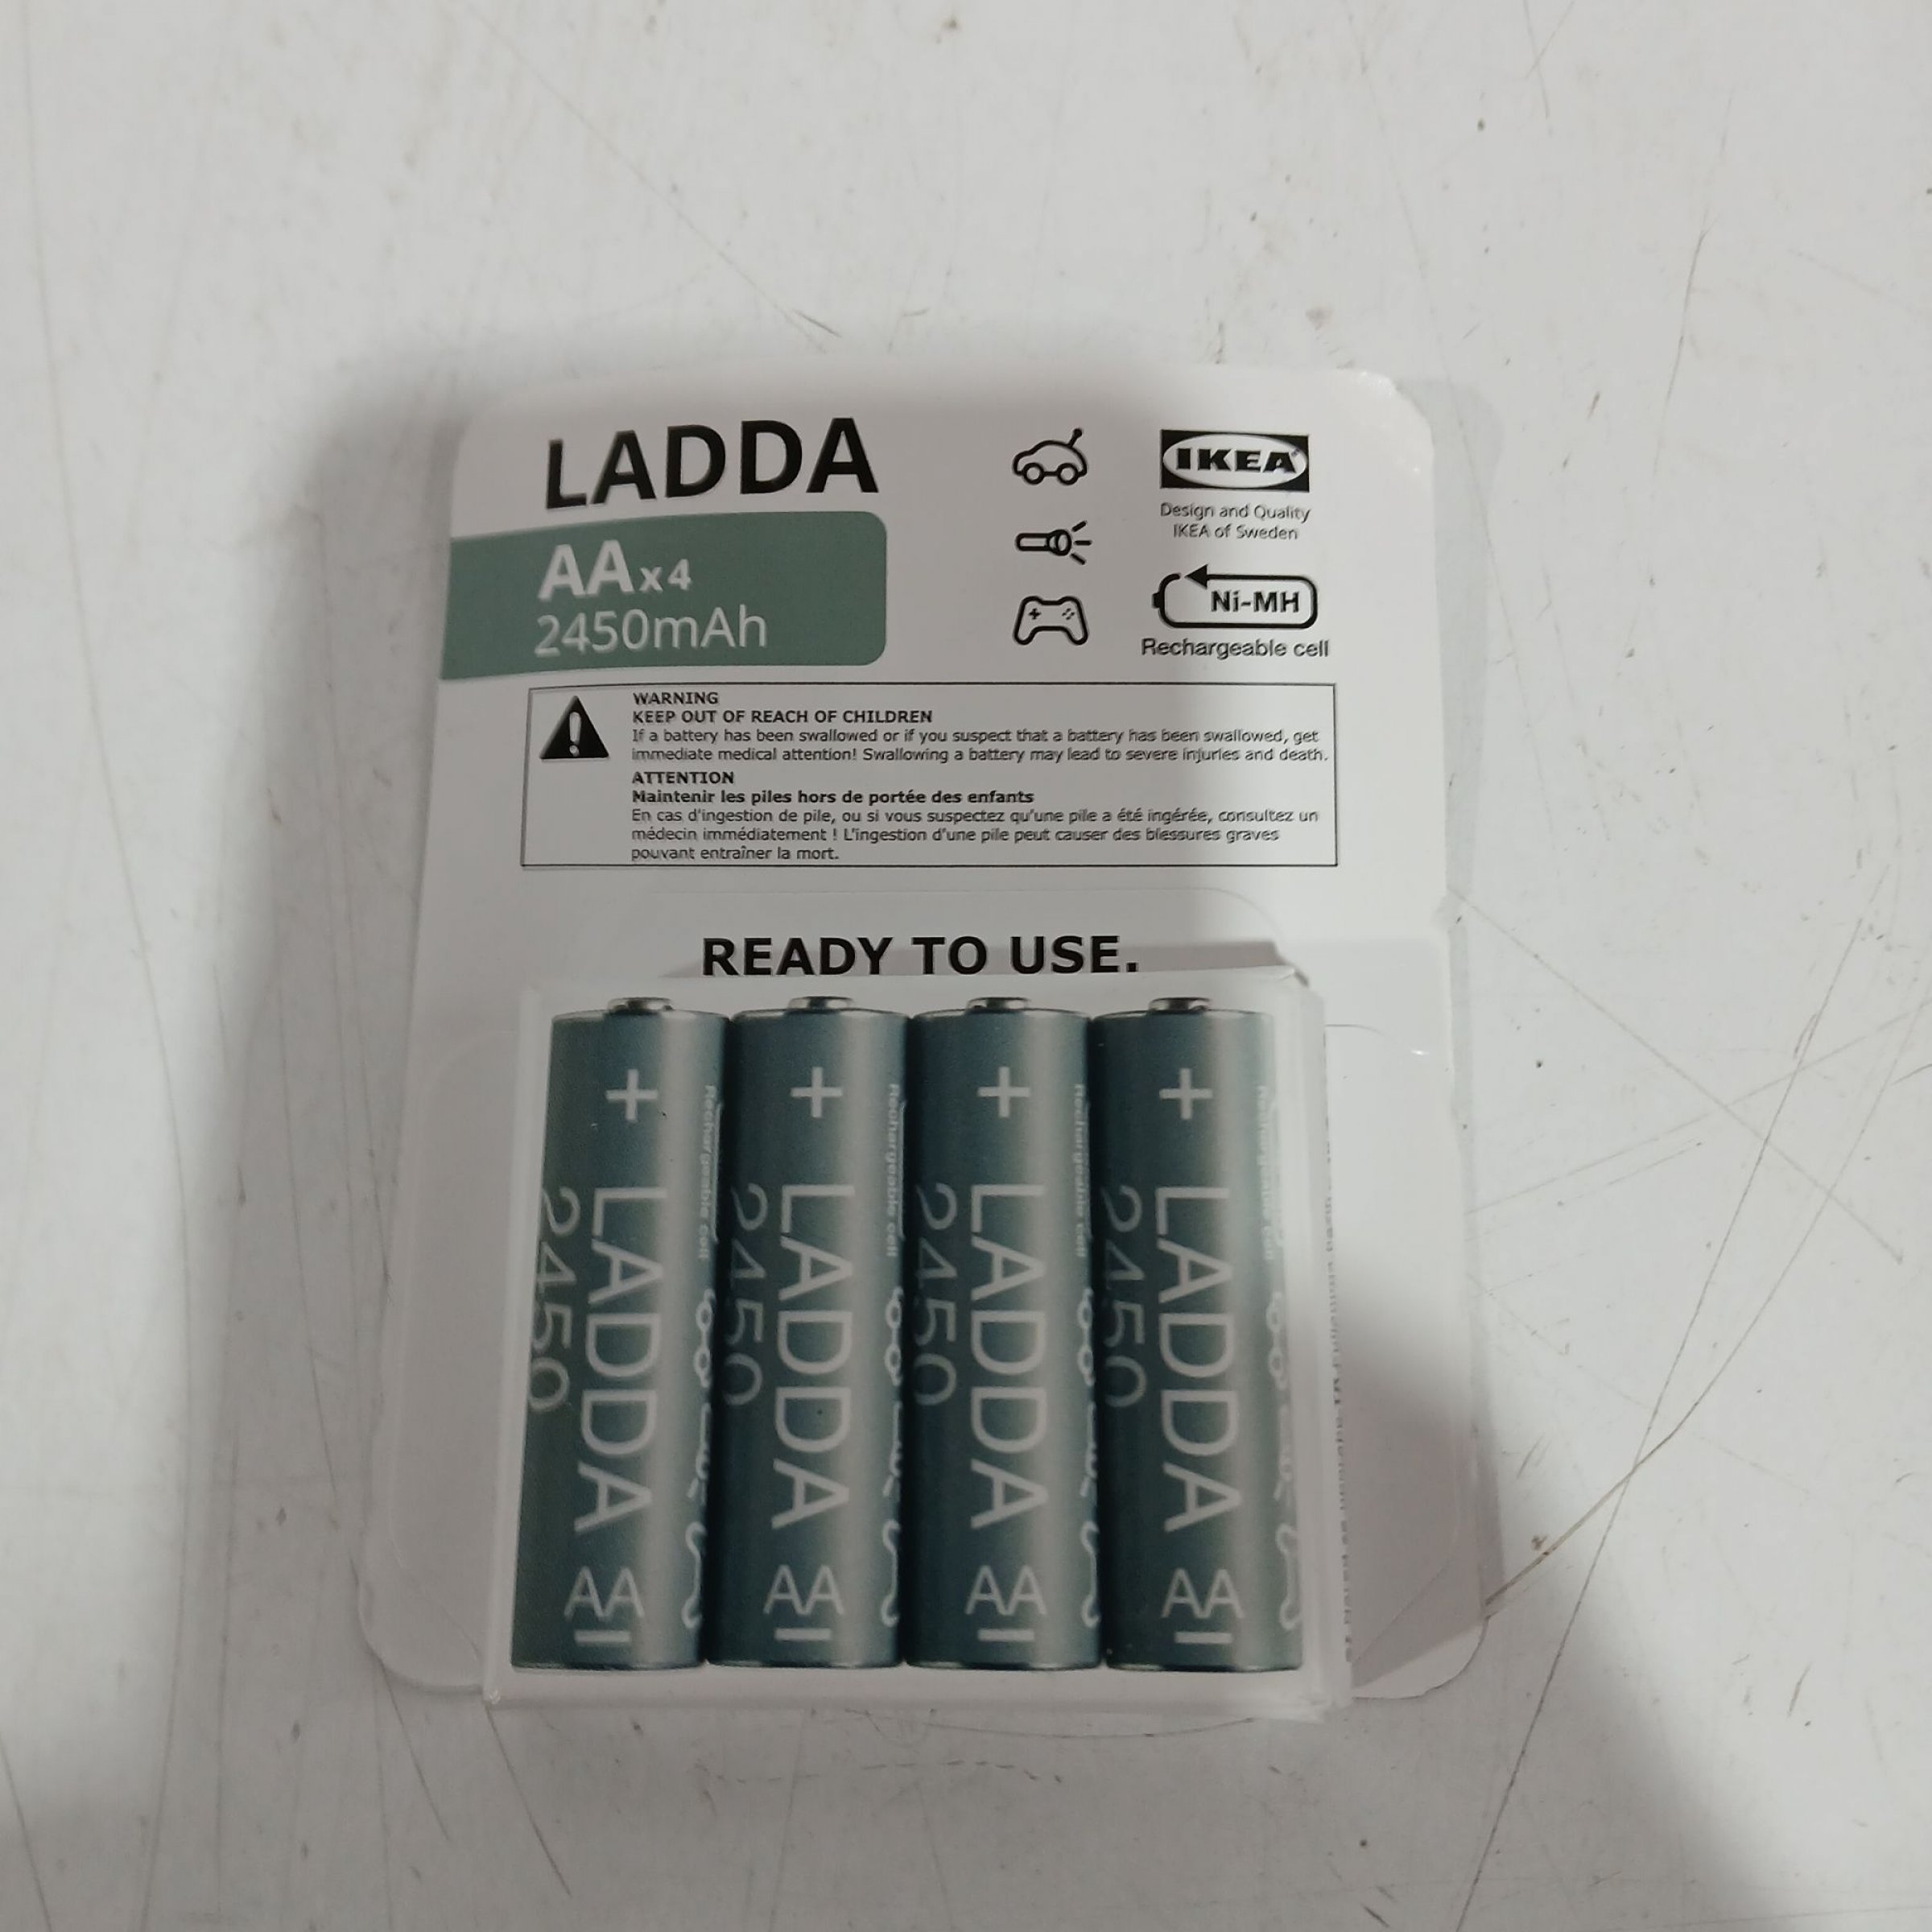 LADDA
AA x4
2450mAh
IKEA
Design and Quality
IKEA of Sweden
Ni-MH
Rechargeable cell
WARNING
KEEP OUT OF REACH OF CHILDREN
If a battery has been swallowed or if you suspect that a battery has been swallowed, get
immediate medical attention! Swallowing a battery may lead to severe injuries and death.
ATTENTION
Maintenir les piles hors de portée des enfants
En cas d'ingestion de pile, ou si vous suspectez qu'une pile a été ingérée, consultez un
médecin immédiatement ! L'ingestion d'une pile peut causer des blessures graves
pouvant entraîner la mort.
READY TO USE.
+ LADDA AA -
2450
Rechargeable cell
+ LADDA AA -
2450
Rechargeable cell
+ LADDA AA -
2450
Rechargeable cell
+ LADDA AA -
2450
Rechargeable cell